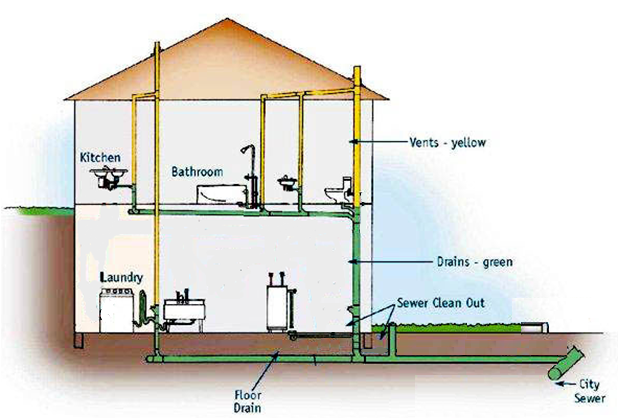 Kitchen
Bathroom
Vents - yellow
Drains - green
Laundry
Sewer Clean Out
Floor
Drain
City
Sewer